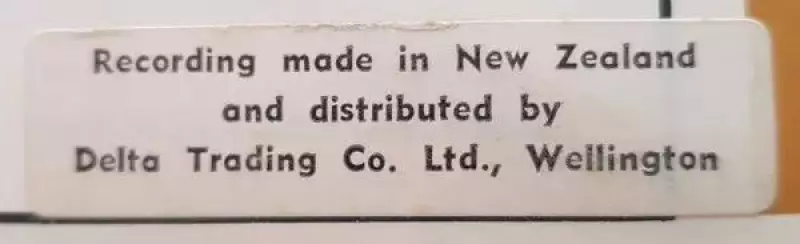 Recording made in New Zealand
and distributed by
Delta Trading Co. Ltd., Wellington